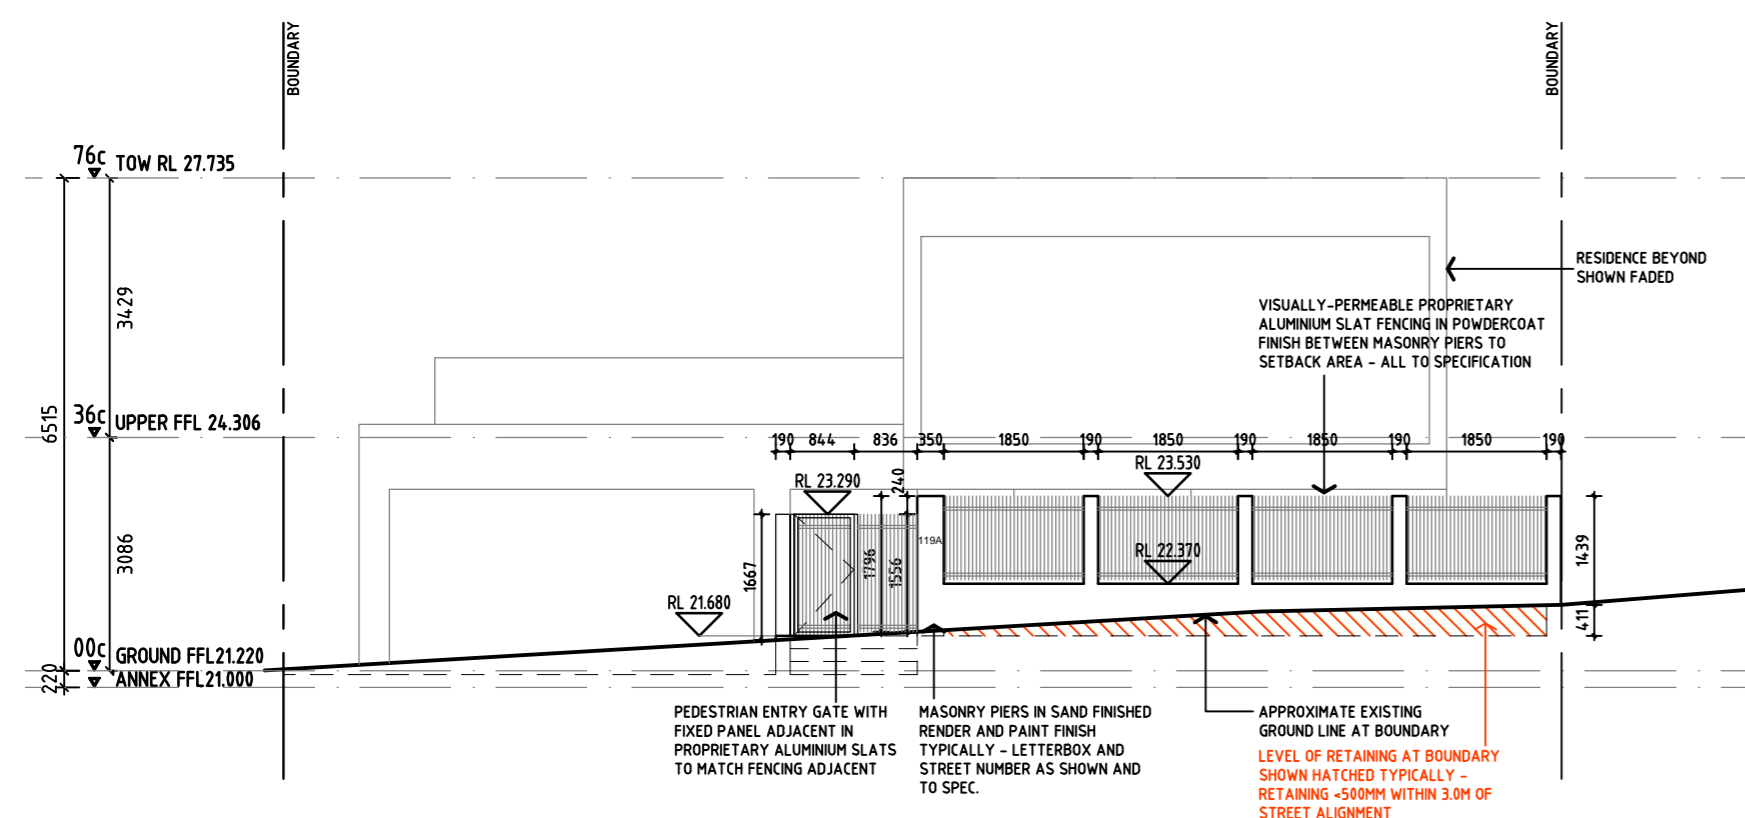 BOUNDARY
BOUNDARY
76c
TOW RL 27.735
3429
6515
36c
UPPER FFL 24.306
3086
00c
GROUND FFL21.220
220
ANNEX FFL21.000
RESIDENCE BEYOND
SHOWN FADED
VISUALLY-PERMEABLE PROPRIETARY
ALUMINIUM SLAT FENCING IN POWDERCOAT
FINISH BETWEEN MASONRY PIERS TO
SETBACK AREA - ALL TO SPECIFICATION
190 844 836 350 1850 190 1850 190 1850 190 1850 190
RL 23.530
RL 23.290
240
119A
RL 22.370
1796
1556
1667
1439
411
RL 21.680
PEDESTRIAN ENTRY GATE WITH
FIXED PANEL ADJACENT IN
PROPRIETARY ALUMINIUM SLATS
TO MATCH FENCING ADJACENT
MASONRY PIERS IN SAND FINISHED
RENDER AND PAINT FINISH
TYPICALLY - LETTERBOX AND
STREET NUMBER AS SHOWN AND
TO SPEC.
APPROXIMATE EXISTING
GROUND LINE AT BOUNDARY
LEVEL OF RETAINING AT BOUNDARY
SHOWN HATCHED TYPICALLY -
RETAINING <500MM WITHIN 3.0M OF
STREET ALIGNMENT